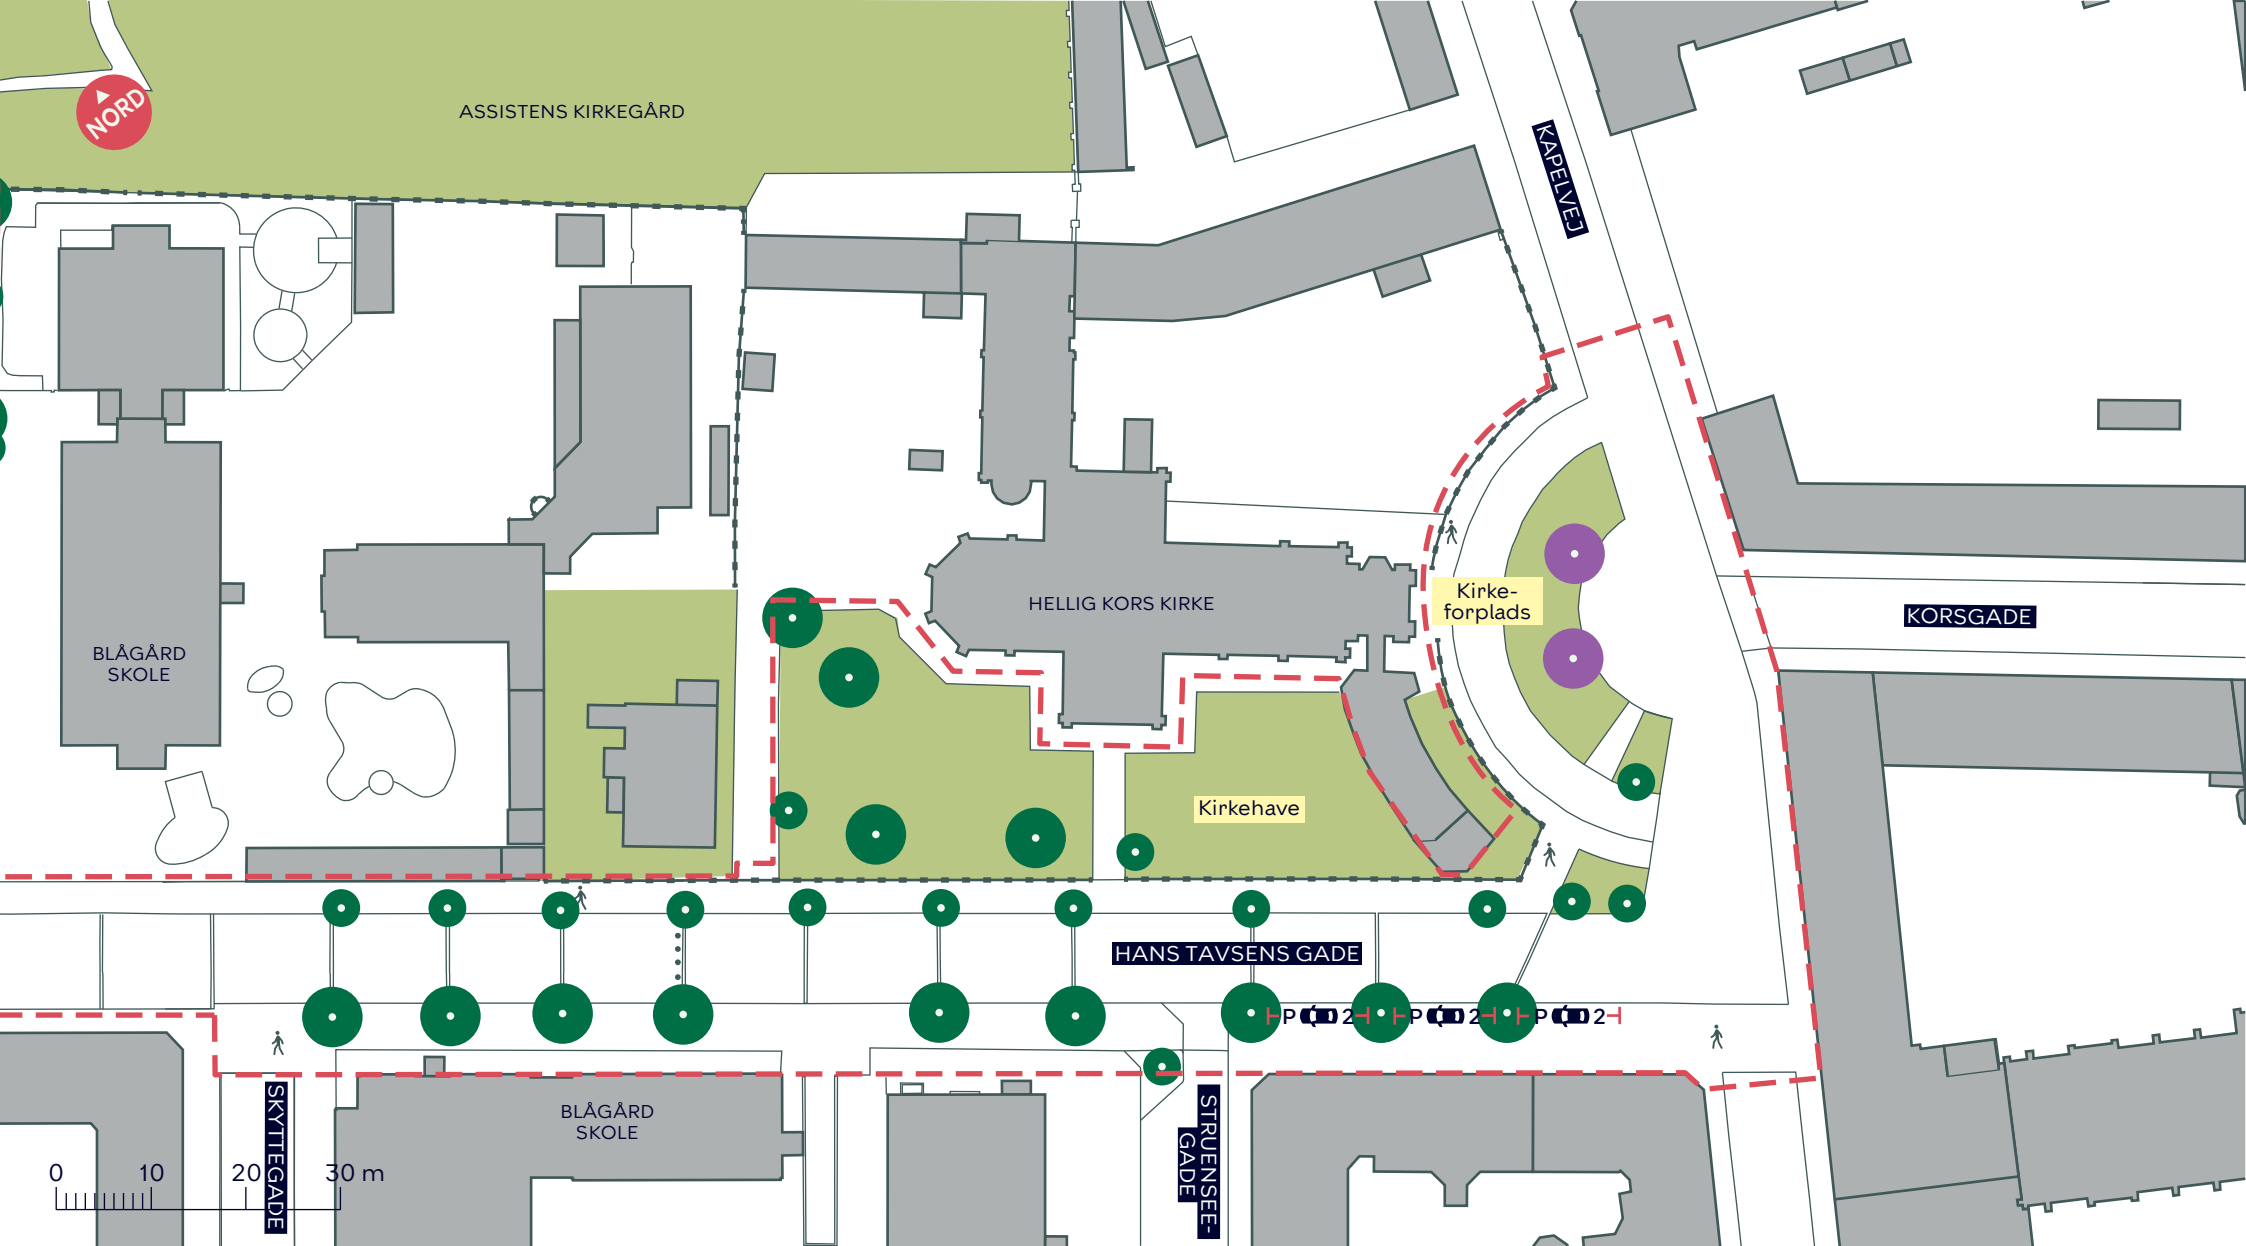 ASSISTENS KIRKEGÅRD
NORD
KAPELVEJ
HELLIG KORS KIRKE
Kirke-
forplads
KORSGADE
BLÅGÅRD
SKOLE
Kirkehave
HANS TAVSENS GADE
P 2
P 2
P 2
BLÅGÅRD
SKOLE
SKYTTEGADE
STRUENSEE-
GADE
0 10 20 30 m